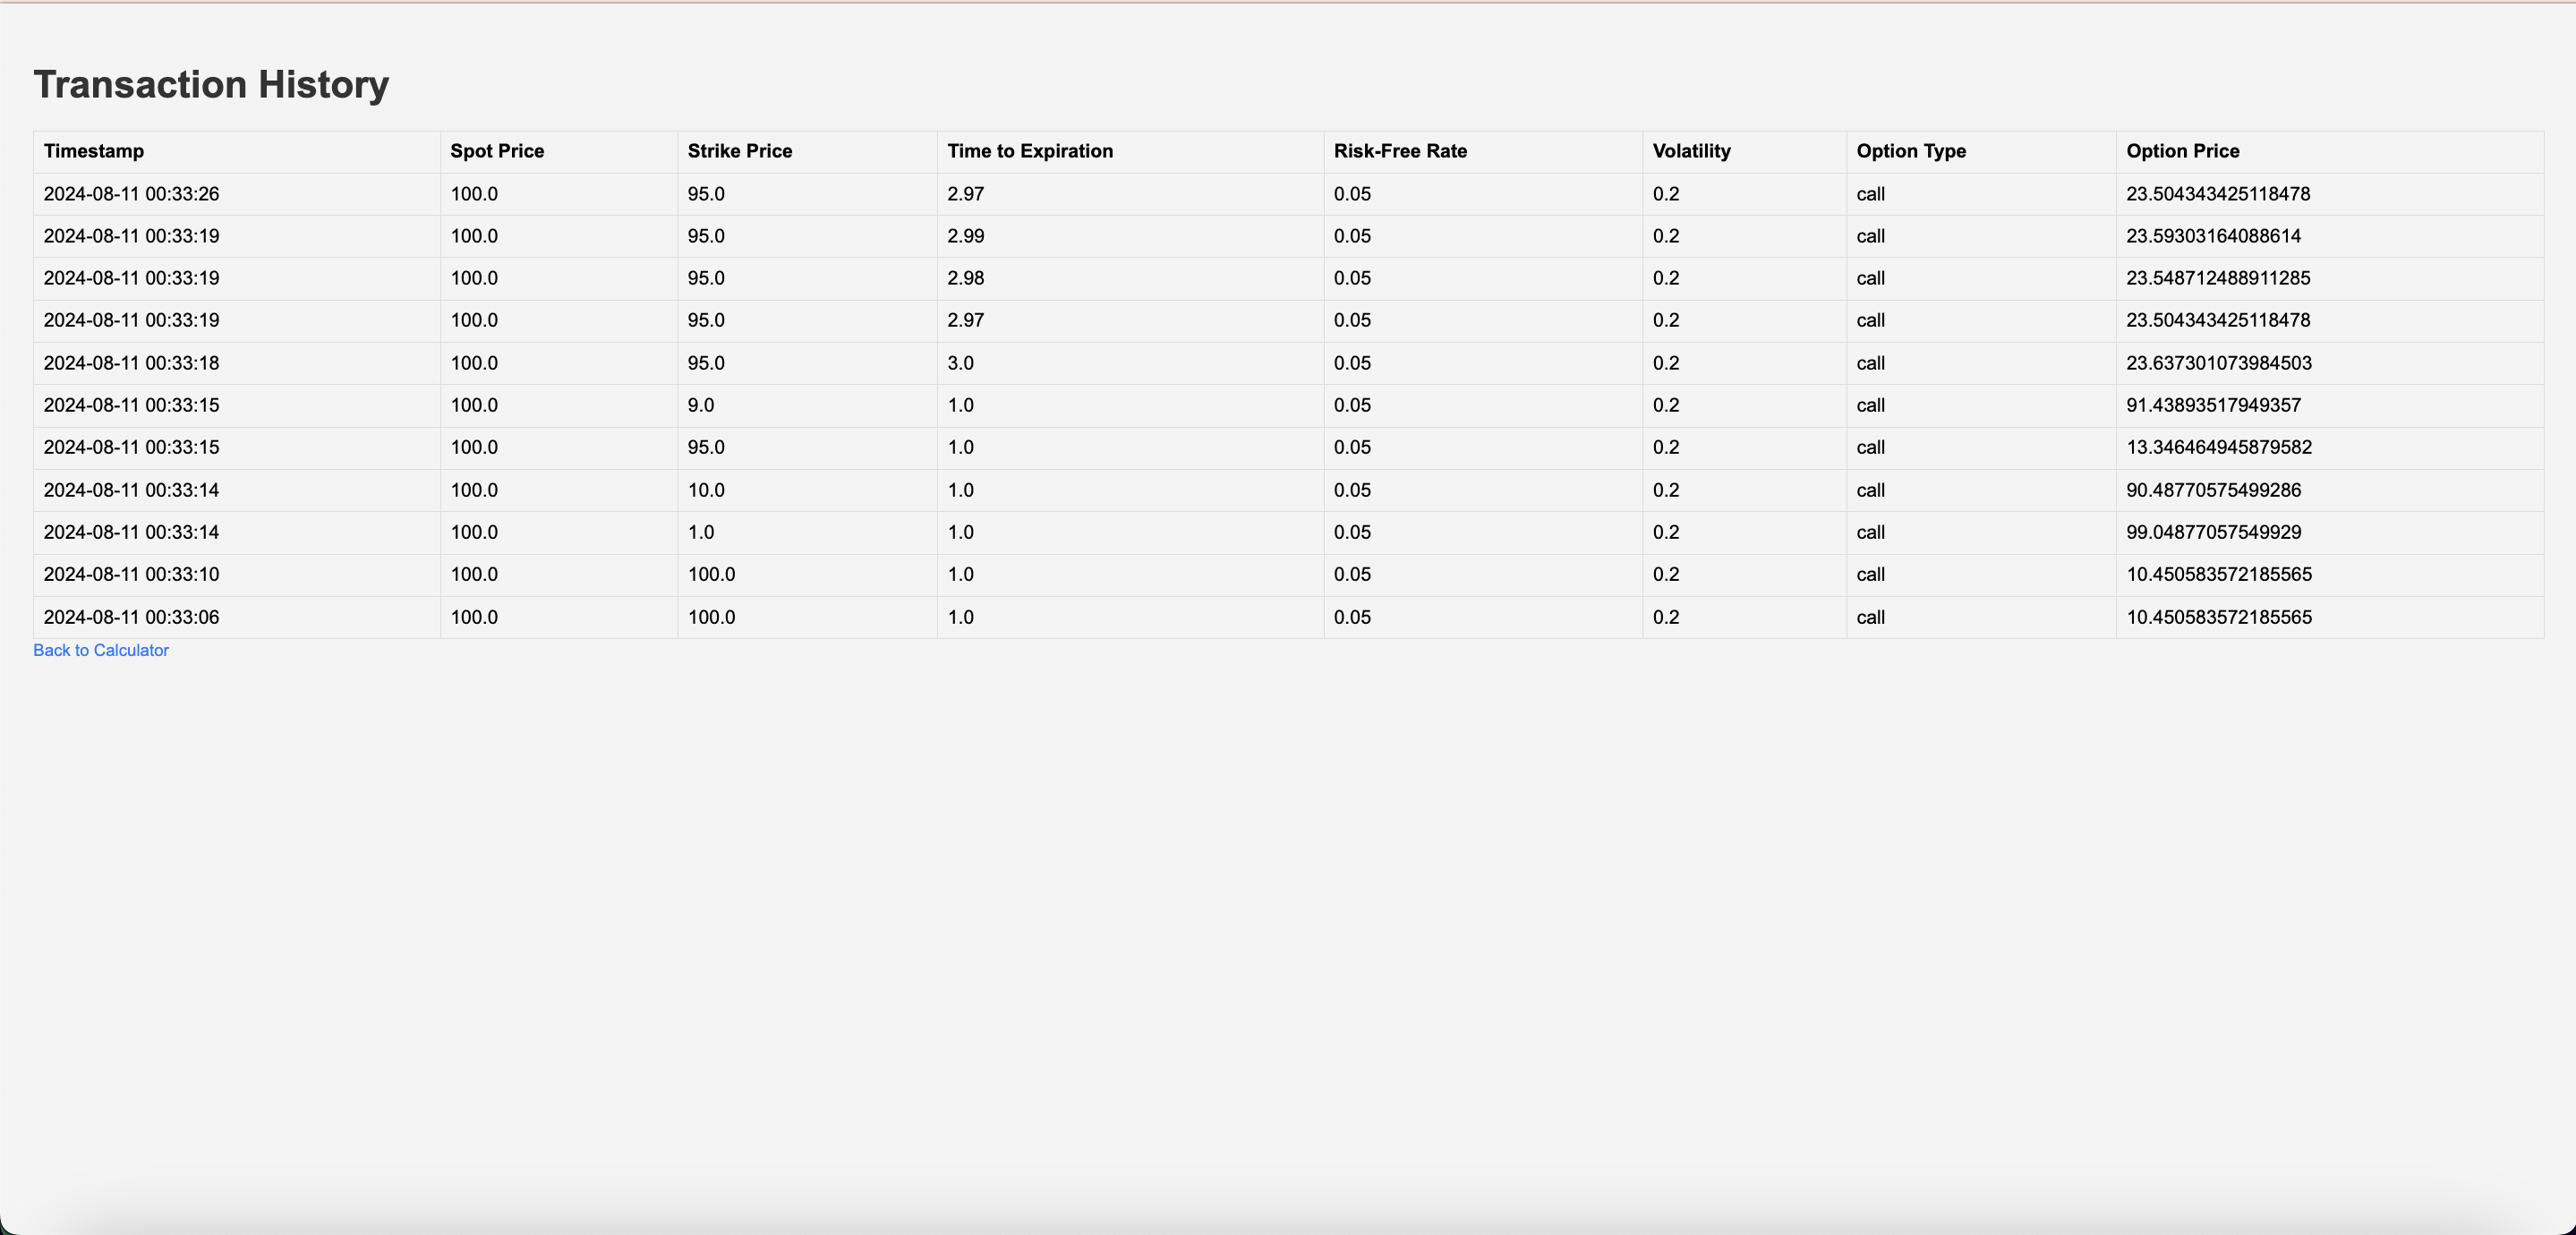 Transaction History
Timestamp Spot Price Strike Price Time to Expiration Risk-Free Rate Volatility Option Type Option Price
2024-08-11 00:33:26 100.0 95.0 2.97 0.05 0.2 call 23.504343425118478
2024-08-11 00:33:19 100.0 95.0 2.99 0.05 0.2 call 23.59303164088614
2024-08-11 00:33:19 100.0 95.0 2.98 0.05 0.2 call 23.548712488911285
2024-08-11 00:33:19 100.0 95.0 2.97 0.05 0.2 call 23.504343425118478
2024-08-11 00:33:18 100.0 95.0 3.0 0.05 0.2 call 23.637301073984503
2024-08-11 00:33:15 100.0 9.0 1.0 0.05 0.2 call 91.43893517949357
2024-08-11 00:33:15 100.0 95.0 1.0 0.05 0.2 call 13.346464945879582
2024-08-11 00:33:14 100.0 10.0 1.0 0.05 0.2 call 90.48770575499286
2024-08-11 00:33:14 100.0 1.0 1.0 0.05 0.2 call 99.04877057549929
2024-08-11 00:33:10 100.0 100.0 1.0 0.05 0.2 call 10.450583572185565
2024-08-11 00:33:06 100.0 100.0 1.0 0.05 0.2 call 10.450583572185565
Back to Calculator